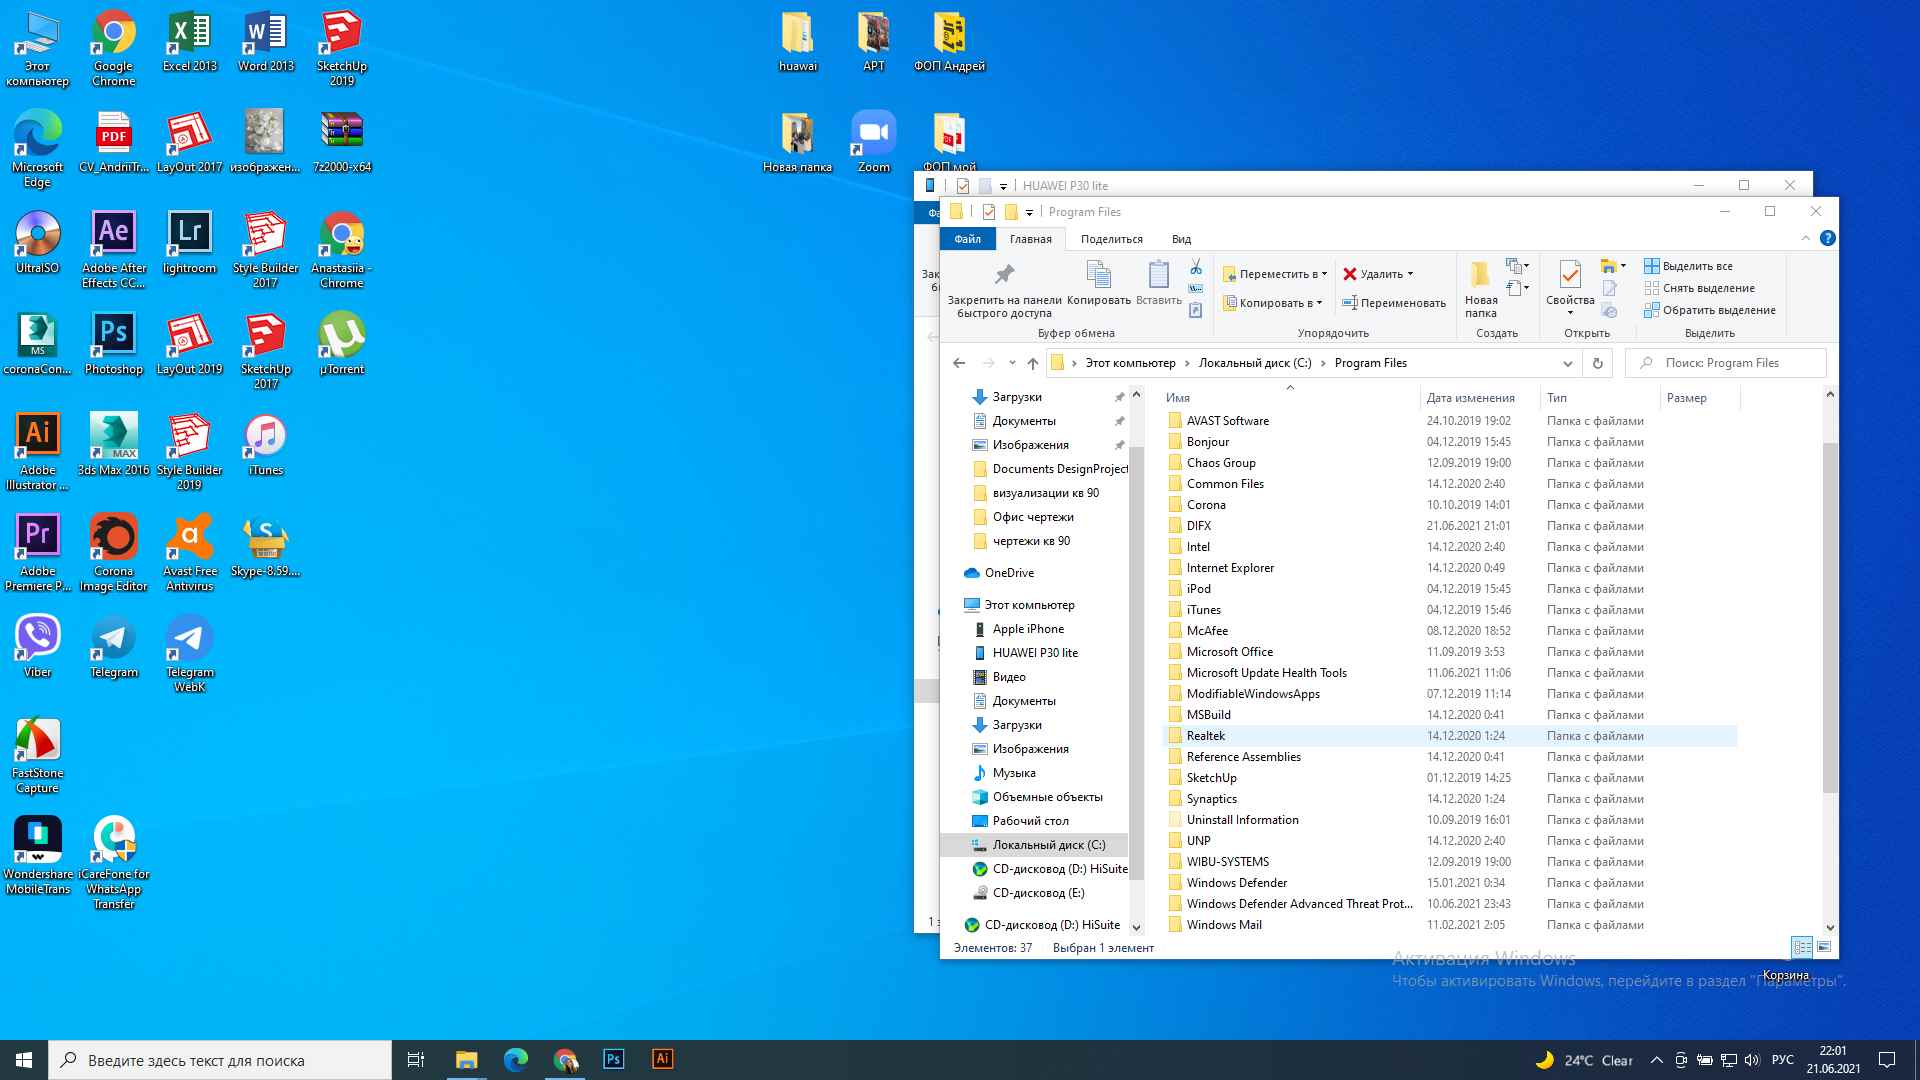 Этот компьютер
Google Chrome
Excel 2013
Word 2013
SketchUp 2019
huawai
АРТ
ФОП Андрей
Microsoft Edge
CV_AndriiTr...
LayOut 2017
изображен...
7z2000-x64
Новая папка
Zoom
ФОП мой
UltraISO
Adobe After Effects CC...
lightroom
Style Builder 2017
Anastasiia - Chrome
coronaCon...
Photoshop
LayOut 2019
SketchUp 2017
µTorrent
Adobe Illustrator ...
3ds Max 2016
Style Builder 2019
iTunes
Adobe Premiere P...
Corona Image Editor
Avast Free Antivirus
Skype-8.59....
Viber
Telegram
Telegram WebK
FastStone Capture
Wondershare MobileTrans
iCareFone for WhatsApp Transfer
HUAWEI P30 lite
Program Files
Файл Главная Поделиться Вид
Закрепить на панели быстрого доступа
Копировать
Вставить
Буфер обмена
Переместить в
Копировать в
Удалить
Переименовать
Упорядочить
Новая папка
Создать
Свойства
Открыть
Выделить все
Снять выделение
Обратить выделение
Выделить
Этот компьютер Локальный диск (C:) Program Files
Поиск: Program Files
Загрузки
Документы
Изображения
Documents DesignProject
визуализации кв 90
Офис чертежи
чертежи кв 90
OneDrive
Этот компьютер
Apple iPhone
HUAWEI P30 lite
Видео
Документы
Загрузки
Изображения
Музыка
Объемные объекты
Рабочий стол
Локальный диск (C:)
CD-дисковод (D:) HiSuite
CD-дисковод (E:)
CD-дисковод (D:) HiSuite
Имя Дата изменения Тип Размер
AVAST Software 24.10.2019 19:02 Папка с файлами
Bonjour 04.12.2019 15:45 Папка с файлами
Chaos Group 12.09.2019 19:00 Папка с файлами
Common Files 14.12.2020 2:40 Папка с файлами
Corona 10.10.2019 14:01 Папка с файлами
DIFX 21.06.2021 21:01 Папка с файлами
Intel 14.12.2020 2:40 Папка с файлами
Internet Explorer 14.12.2020 0:49 Папка с файлами
iPod 04.12.2019 15:45 Папка с файлами
iTunes 04.12.2019 15:46 Папка с файлами
McAfee 08.12.2020 18:52 Папка с файлами
Microsoft Office 11.09.2019 3:53 Папка с файлами
Microsoft Update Health Tools 11.06.2021 11:06 Папка с файлами
ModifiableWindowsApps 07.12.2019 11:14 Папка с файлами
MSBuild 14.12.2020 0:41 Папка с файлами
Realtek 14.12.2020 1:24 Папка с файлами
Reference Assemblies 14.12.2020 0:41 Папка с файлами
SketchUp 01.12.2019 14:25 Папка с файлами
Synaptics 14.12.2020 1:24 Папка с файлами
Uninstall Information 10.09.2019 16:01 Папка с файлами
UNP 14.12.2020 2:40 Папка с файлами
WIBU-SYSTEMS 12.09.2019 19:00 Папка с файлами
Windows Defender 15.01.2021 0:34 Папка с файлами
Windows Defender Advanced Threat Prot... 10.06.2021 23:43 Папка с файлами
Windows Mail 11.02.2021 2:05 Папка с файлами
Элементов: 37 Выбран 1 элемент
Активация Windows
Чтобы активировать Windows, перейдите в раздел "Параметры".
Корзина
Введите здесь текст для поиска
24°C Clear
РУС
22:01
21.06.2021